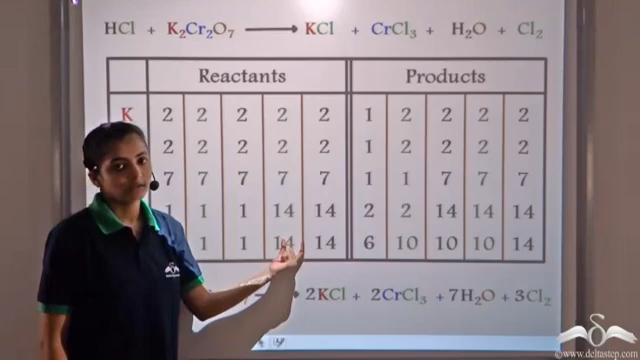 HCl + K₂Cr₂O₇ ⟶ KCl + CrCl₃ + H₂O + Cl₂
Reactants Products
K 2 2 2 2 2 1 2 2 2 2
2 2 2 2 2 1 2 2 2 2
7 7 7 7 7 1 1 7 7 7
1 1 1 14 14 2 2 14 14 14
1 1 14 14 6 10 10 10 14
7 ⟶ 2KCl + 2CrCl₃ + 7H₂O + 3Cl₂
www.deltastep.com